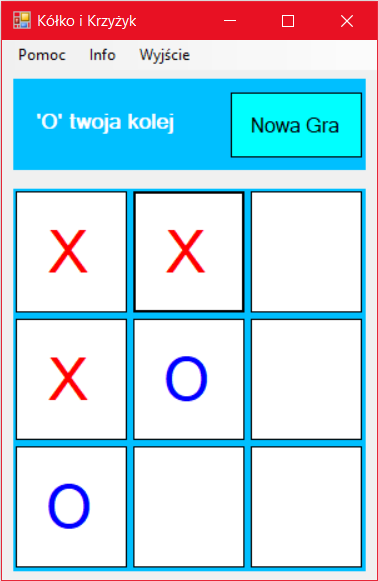 Kółko i Krzyżyk
Pomoc Info Wyjście
'O' twoja kolej
Nowa Gra
X X
X O
O